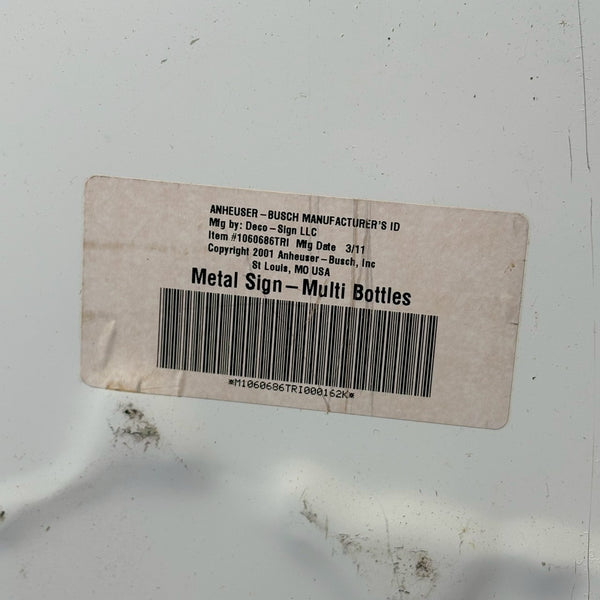 ANHEUSER-BUSCH MANUFACTURER'S ID
Mfg by: Deco-Sign LLC
Item #1060686TRI Mfg Date 3/11
Copyright 2001 Anheuser-Busch, Inc
St Louis, MO USA
Metal Sign-Multi Bottles
*M1060686TRI000162K*